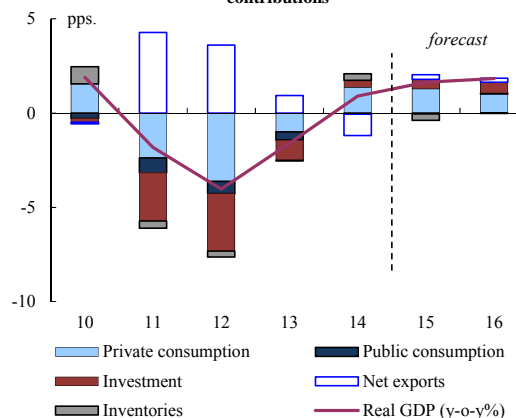 contributions
pps.
forecast
5
0
-5
-10
10 11 12 13 14 15 16
Private consumption Public consumption
Investment Net exports
Inventories Real GDP (y-o-y%)